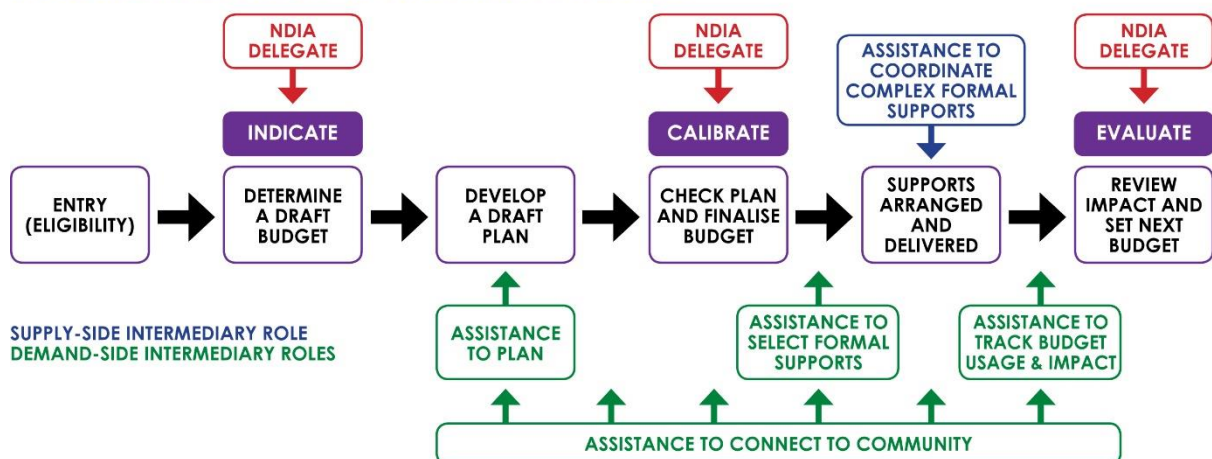 NDIA
DELEGATE
NDIA
DELEGATE
ASSISTANCE TO
COORDINATE
COMPLEX FORMAL
SUPPORTS
NDIA
DELEGATE
INDICATE
CALIBRATE
EVALUATE
ENTRY
(ELIGIBILITY)
DETERMINE
A DRAFT
BUDGET
DEVELOP
A DRAFT
PLAN
CHECK PLAN
AND FINALISE
BUDGET
SUPPORTS
ARRANGED
AND
DELIVERED
REVIEW
IMPACT AND
SET NEXT
BUDGET
SUPPLY-SIDE INTERMEDIARY ROLE
DEMAND-SIDE INTERMEDIARY ROLES
ASSISTANCE
TO PLAN
ASSISTANCE TO
SELECT FORMAL
SUPPORTS
ASSISTANCE TO
TRACK BUDGET
USAGE & IMPACT
ASSISTANCE TO CONNECT TO COMMUNITY